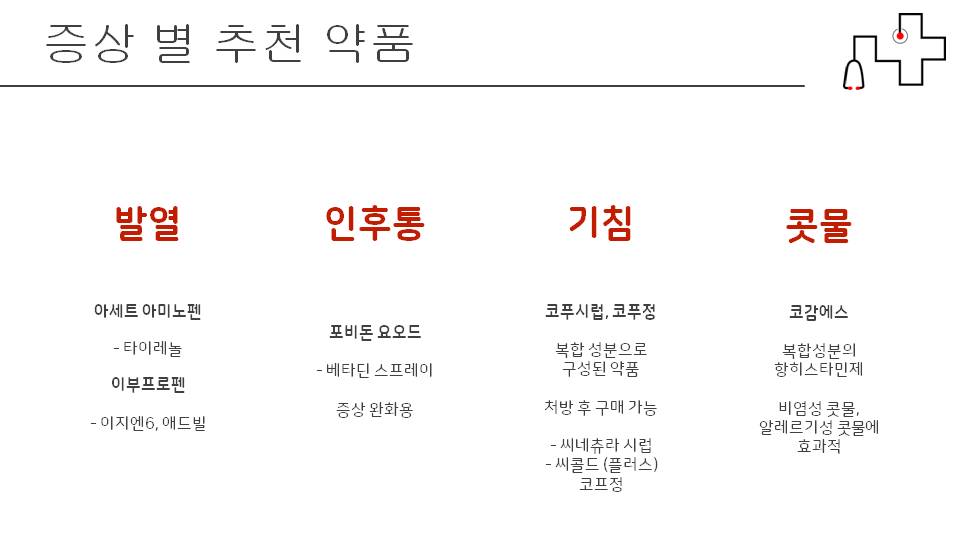 증상 별 추천 약품
발열
아세트 아미노펜
- 타이레놀
이부프로펜
- 이지엔6, 애드빌
인후통
포비돈 요오드
- 베타딘 스프레이
증상 완화용
기침
코푸시럽, 코푸정
복합 성분으로
구성된 약품
처방 후 구매 가능
- 씨네츄라 시럽
- 씨콜드 (플러스)
코프정
콧물
코감에스
복합성분의
항히스타민제
비염성 콧물,
알레르기성 콧물에
효과적